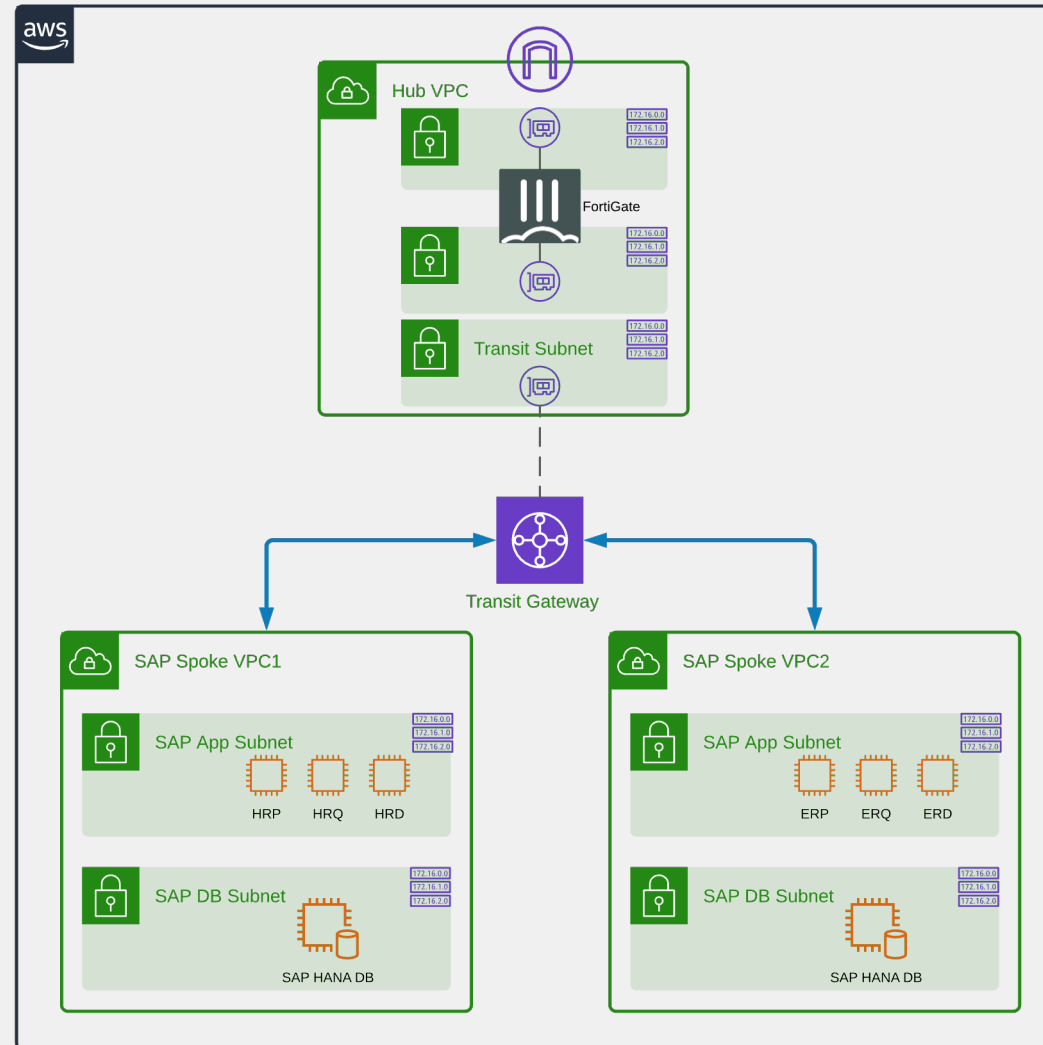 aws
Hub VPC
172.16.0.0
172.16.1.0
172.16.2.0
FortiGate
172.16.0.0
172.16.1.0
172.16.2.0
Transit Subnet
172.16.0.0
172.16.1.0
172.16.2.0
Transit Gateway
SAP Spoke VPC1
SAP App Subnet
172.16.0.0
172.16.1.0
172.16.2.0
HRP HRQ HRD
SAP DB Subnet
172.16.0.0
172.16.1.0
172.16.2.0
SAP HANA DB
SAP Spoke VPC2
SAP App Subnet
172.16.0.0
172.16.1.0
172.16.2.0
ERP ERQ ERD
SAP DB Subnet
172.16.0.0
172.16.1.0
172.16.2.0
SAP HANA DB